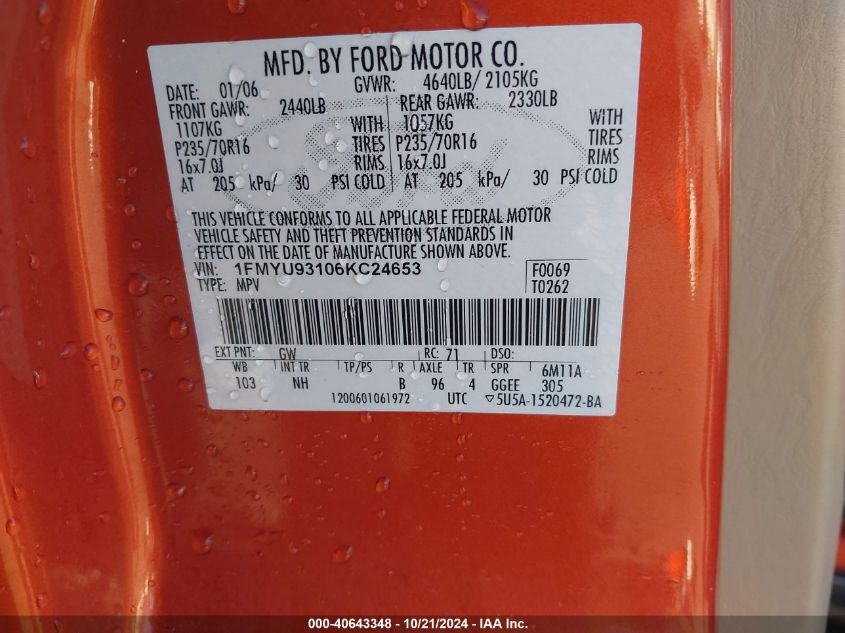 MFD. BY FORD MOTOR CO.
DATE: 01/06 GVWR: 4640LB/ 2105KG
FRONT GAWR: 2440LB REAR GAWR: 2330LB
1107KG WITH 1057KG WITH
P235/70R16 TIRES P235/70R16 TIRES
16x7.0J RIMS 16x7.0J RIMS
AT 205 kPa/ 30 PSI COLD AT 205 kPa/ 30 PSI COLD
THIS VEHICLE CONFORMS TO ALL APPLICABLE FEDERAL MOTOR
VEHICLE SAFETY AND THEFT PREVENTION STANDARDS IN
EFFECT ON THE DATE OF MANUFACTURE SHOWN ABOVE.
VIN: 1FMYU93106KC24653 F0069
TYPE: MPV T0262
EXT PNT: GW RC: 71 DSO:
WB INT TR TP/PS R AXLE TR SPR 6M11A
103 NH B 96 4 GGEE 305
1200601061972 UTC ▽5U5A-1520472-BA
000-40643348 - 10/21/2024 - IAA Inc.